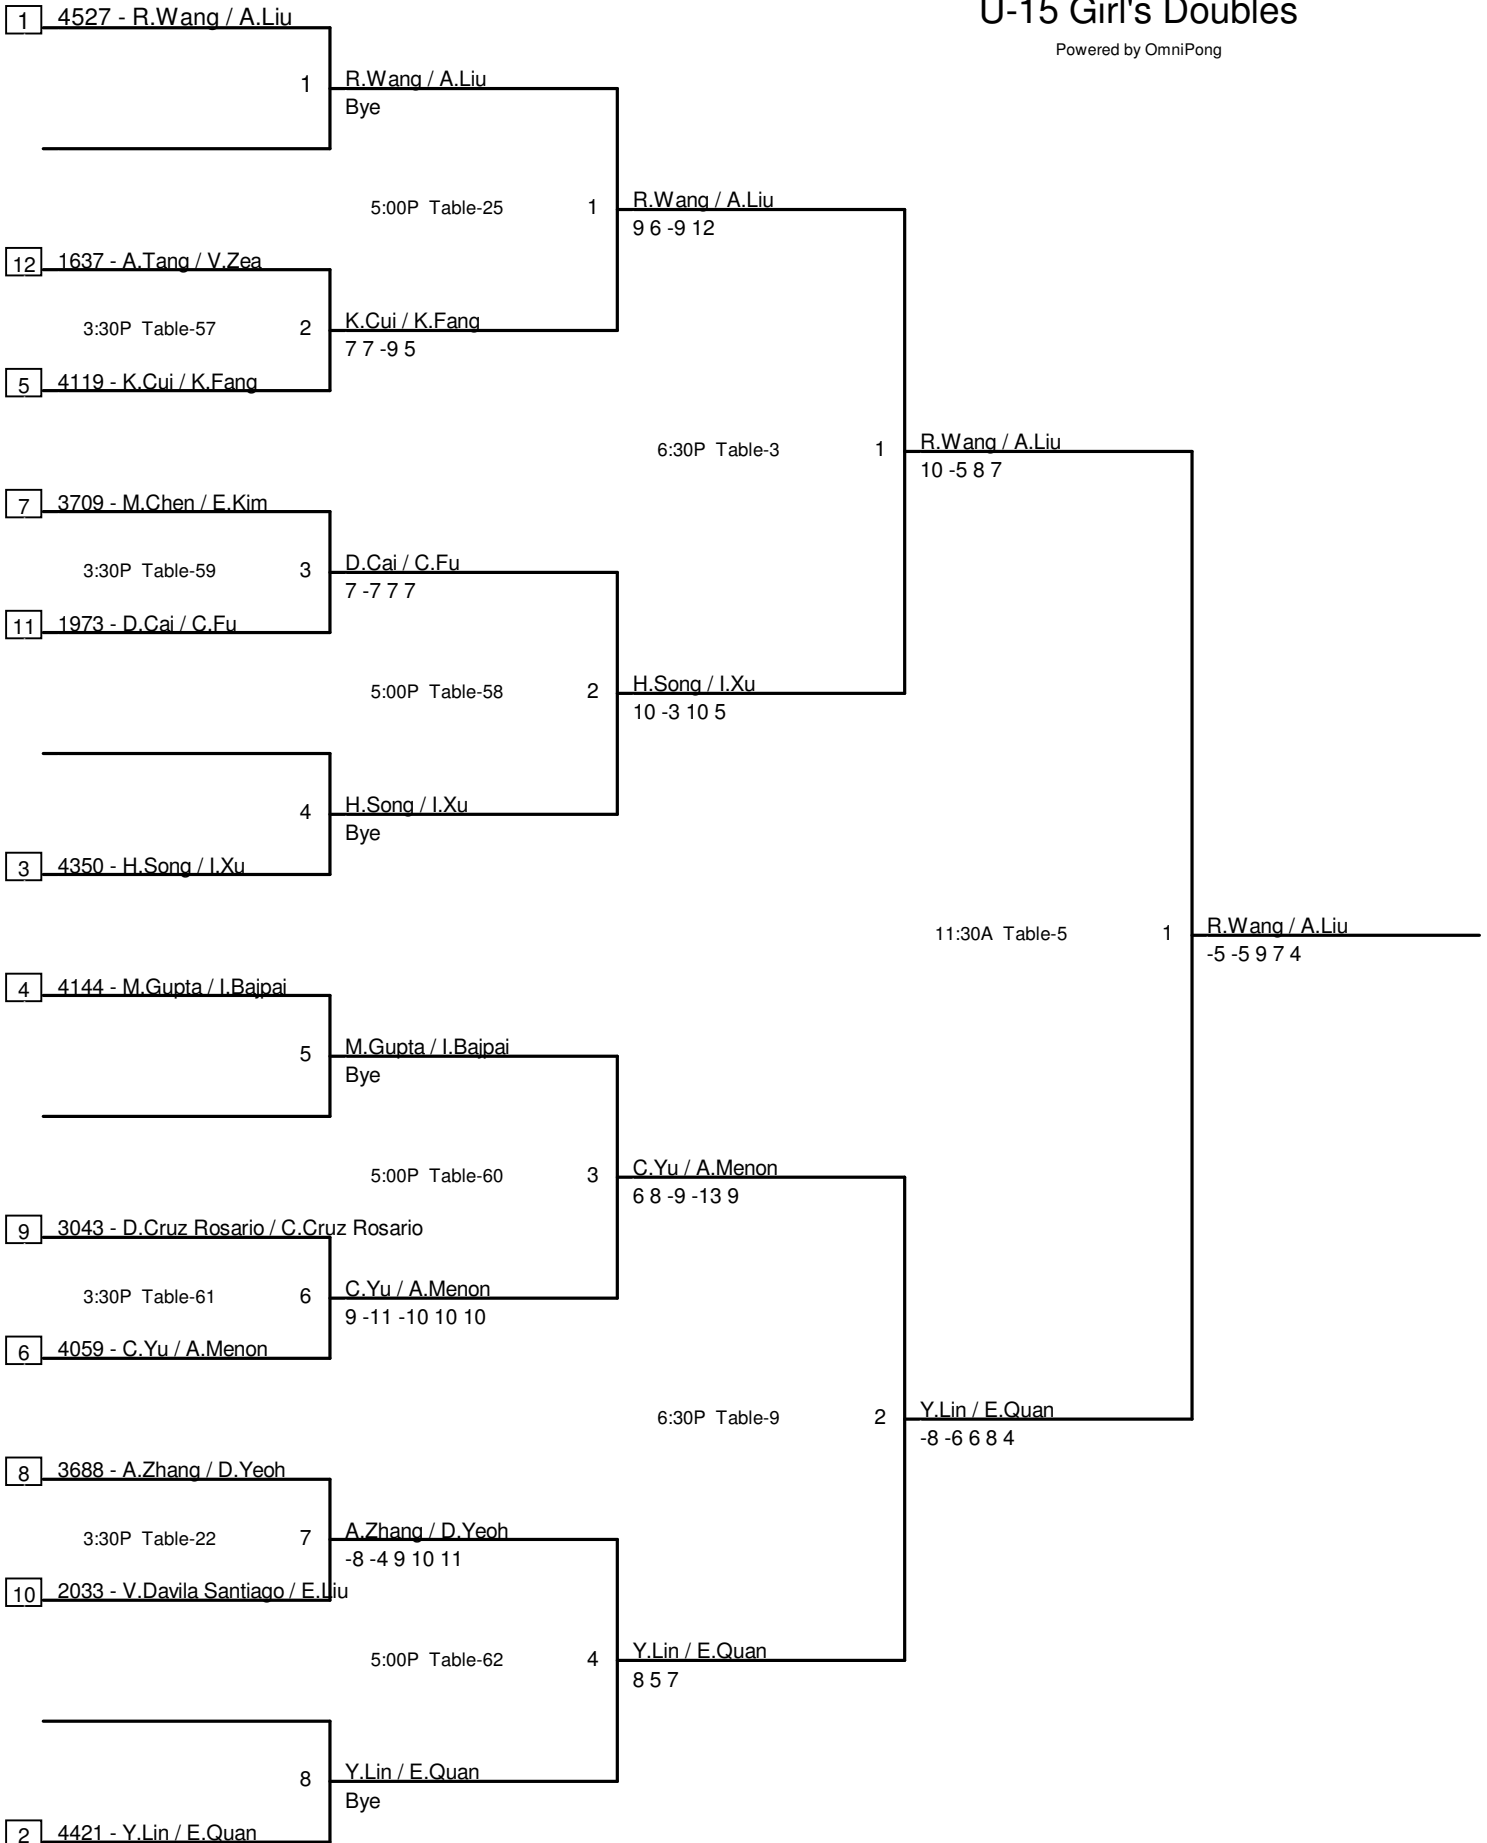 U-15 Girl's Doubles
Powered by OmniPong
1 4527 - R.Wang / A.Liu
1 R.Wang / A.Liu
Bye
5:00P Table-25 1 R.Wang / A.Liu
9 6 -9 12
12 1637 - A.Tang / V.Zea
3:30P Table-57 2 K.Cui / K.Fang
7 7 -9 5
5 4119 - K.Cui / K.Fang
6:30P Table-3 1 R.Wang / A.Liu
10 -5 8 7
7 3709 - M.Chen / E.Kim
3:30P Table-59 3 D.Cai / C.Fu
7 -7 7 7
11 1973 - D.Cai / C.Fu
5:00P Table-58 2 H.Song / I.Xu
10 -3 10 5
4 H.Song / I.Xu
Bye
3 4350 - H.Song / I.Xu
11:30A Table-5 1 R.Wang / A.Liu
-5 -5 9 7 4
4 4144 - M.Gupta / I.Bajpai
5 M.Gupta / I.Bajpai
Bye
5:00P Table-60 3 C.Yu / A.Menon
6 8 -9 -13 9
9 3043 - D.Cruz Rosario / C.Cruz Rosario
3:30P Table-61 6 C.Yu / A.Menon
9 -11 -10 10 10
6 4059 - C.Yu / A.Menon
6:30P Table-9 2 Y.Lin / E.Quan
-8 -6 6 8 4
8 3688 - A.Zhang / D.Yeoh
3:30P Table-22 7 A.Zhang / D.Yeoh
-8 -4 9 10 11
10 2033 - V.Davila Santiago / E.Liu
5:00P Table-62 4 Y.Lin / E.Quan
8 5 7
8 Y.Lin / E.Quan
Bye
2 4421 - Y.Lin / E.Quan